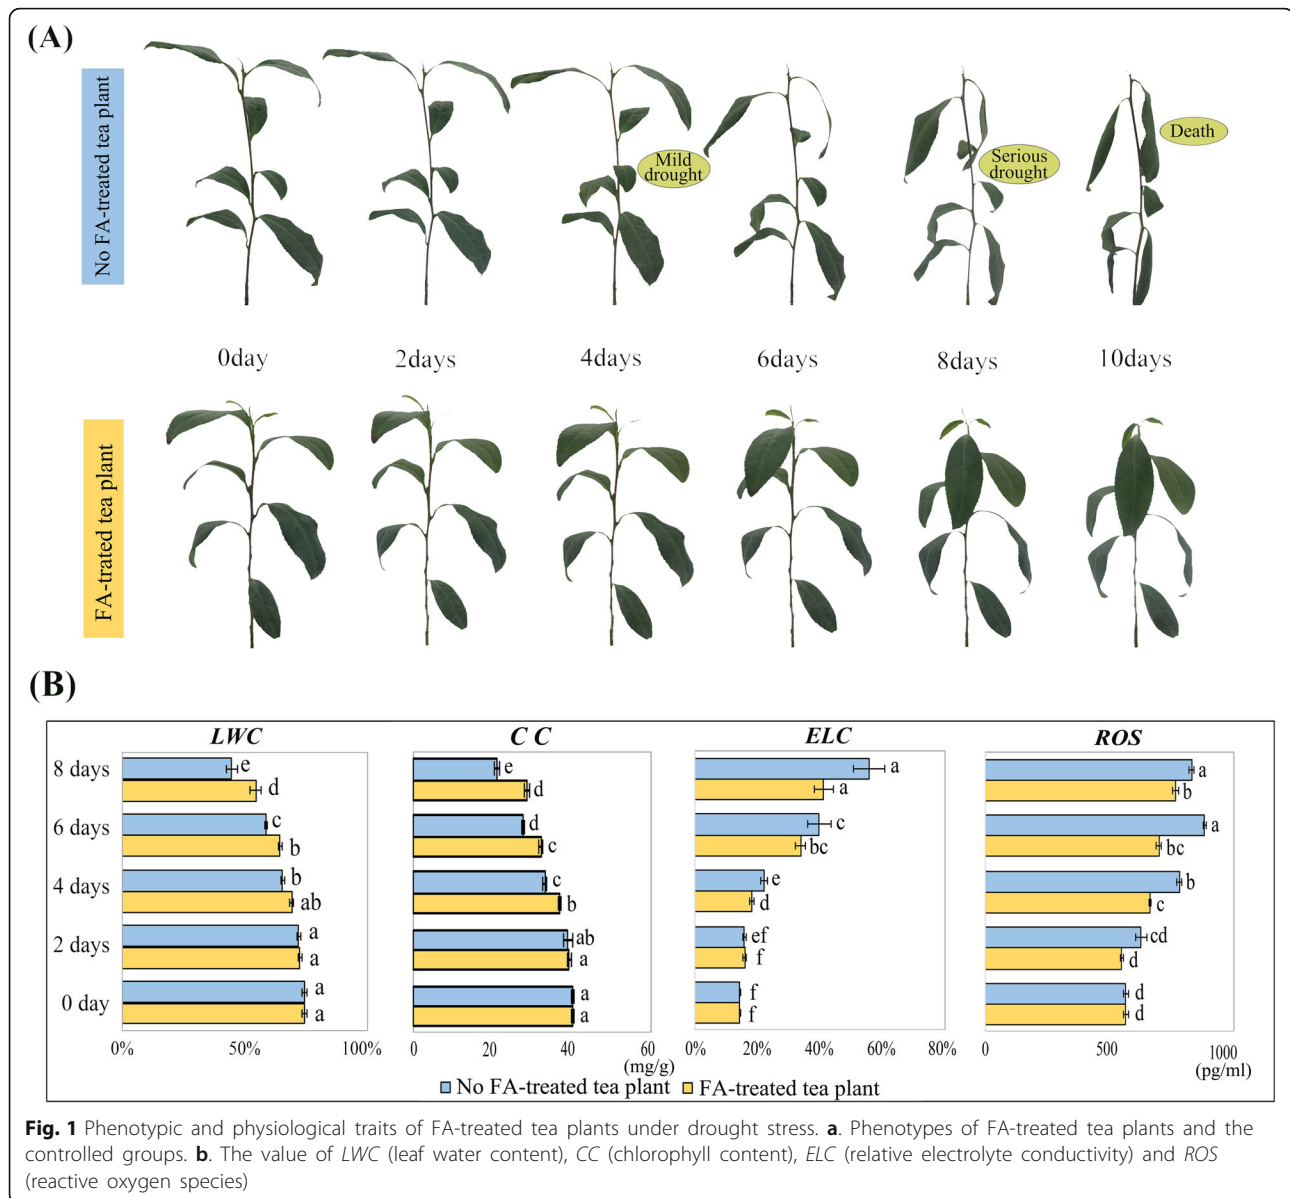 (A)
No FA-treated tea plant
Mild
drought
Serious
drought
Death
0day 2days 4days 6days 8days 10days
FA-trated tea plant
(B)
LWC C C ELC ROS
8 days
e
d
e
d
a
a
a
b
6 days
c
b
d
c
c
bc
a
bc
4 days
b
ab
c
b
e
d
b
c
2 days
a
a
ab
a
ef
f
cd
d
0 day
a
a
a
a
f
f
d
d
0% 50% 100% 0 20 40 60 0% 20% 40% 60% 80% 0 500 1000
(mg/g) (pg/ml)
No FA-treated tea plant FA-treated tea plant
Fig. 1 Phenotypic and physiological traits of FA-treated tea plants under drought stress. a. Phenotypes of FA-treated tea plants and the
controlled groups. b. The value of LWC (leaf water content), CC (chlorophyll content), ELC (relative electrolyte conductivity) and ROS
(reactive oxygen species)